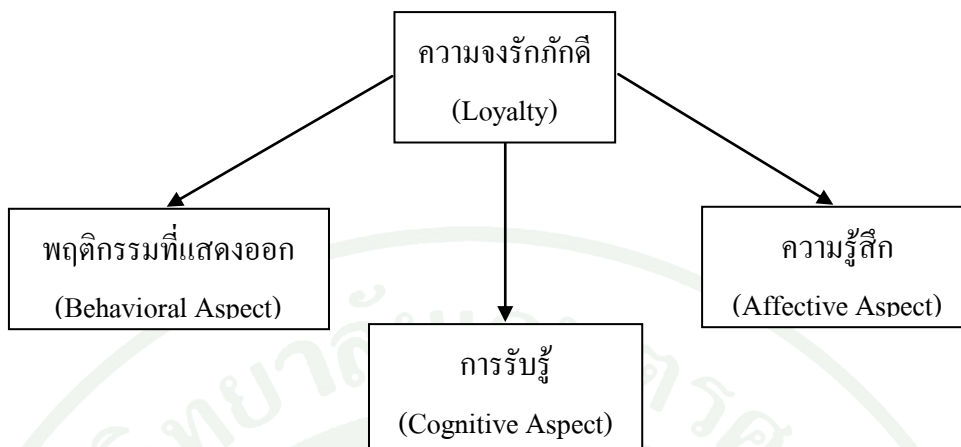 ความจงรักภักดี
(Loyalty)
พฤติกรรมที่แสดงออก
(Behavioral Aspect)
ความรู้สึก
(Affective Aspect)
การรับรู้
(Cognitive Aspect)